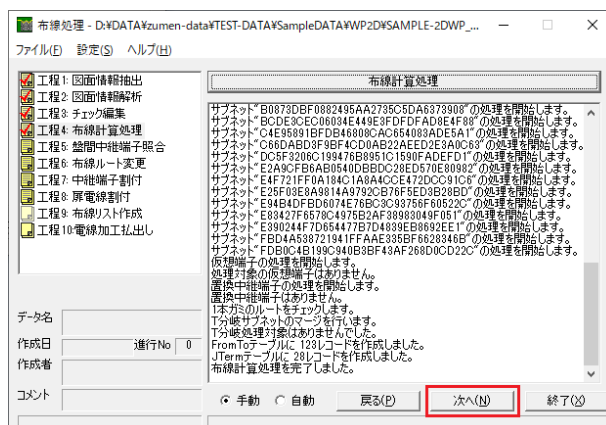 布線処理 - D:¥DATA¥zumen-data¥TEST-DATA¥SampleDATA¥WP2D¥SAMPLE-2DWP_...
ファイル(F) 設定(S) ヘルプ(H)
工程1: 図面情報抽出
工程2: 図面情報解析
工程3: チェック編集
工程4: 布線計算処理
工程5: 盤間中継端子照合
工程6: 布線ルート変更
工程7: 中継端子割付
工程8: 扉電線割付
工程9: 布線リスト作成
工程10:電線加工払出し
布線計算処理
サブネット"B0873DBF0882495AA2735C5DA6373908"の処理を開始します。
サブネット"BCDE3CEC06034E449E3FDFDFAD8E4F88"の処理を開始します。
サブネット"C4E95891BFDB46808CAC654083ADE5A1"の処理を開始します。
サブネット"C66DABD3F9BF4CD0AB22AEED2E3A0C63"の処理を開始します。
サブネット"DC5F3206C199476B8951C1590FADEFD1"の処理を開始します。
サブネット"E2A9CFB6AB0540DBBDC28ED570E80982"の処理を開始します。
サブネット"E4F721FF0A184C1A8A4CCE472DCC91C6"の処理を開始します。
サブネット"E25F03E8A9814A9792CB76F5ED3B28BD"の処理を開始します。
サブネット"E94B4DFBD6074E76BC3C93756F60522C"の処理を開始します。
サブネット"E83427F6578C4975B2AF38983049F051"の処理を開始します。
サブネット"E390244F7D654477B7D4839EB8692EE1"の処理を開始します。
サブネット"FBD4A538721941FFAAE335BF6628346B"の処理を開始します。
サブネット"FDB0C4B199C940B3BF43AF268D0CD22C"の処理を開始します。
仮想端子の処理を開始します。
処理対象の仮想端子はありません。
置換中継端子の処理を開始します。
置換中継端子はありません。
1本ガミのルートをチェックします。
T分岐サブネットのマージを行います。
T分岐処理対象はありませんでした。
FromToテーブルに 123レコードを作成しました。
JTermテーブルに 28レコードを作成しました。
布線計算処理を完了しました。
データ名
作成日 進行No 0
作成者
コメント
手動 自動 戻る(P) 次へ(N) 終了(X)